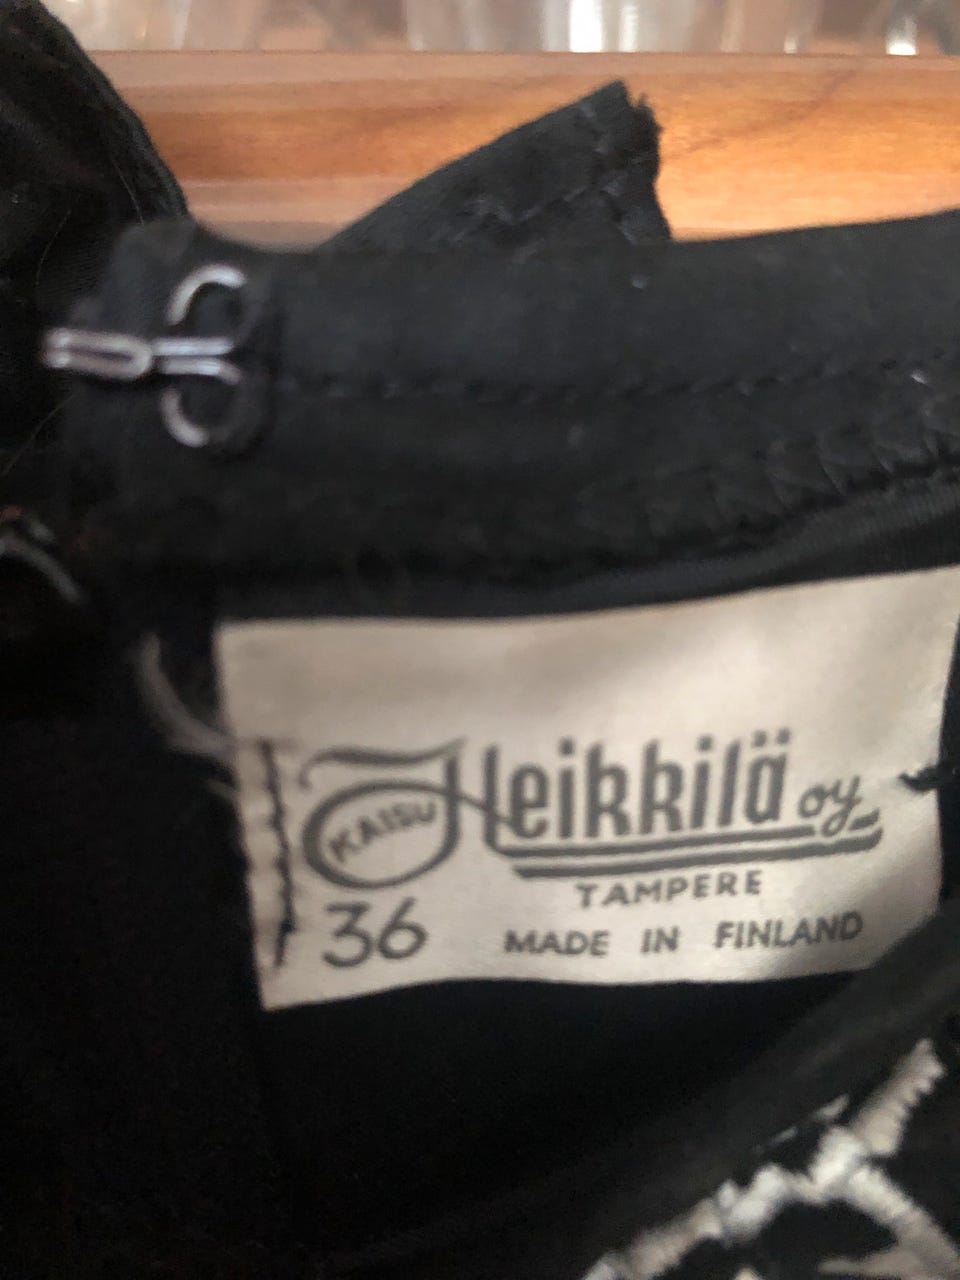 KAISU Heikkilä oy
TAMPERE
36 MADE IN FINLAND